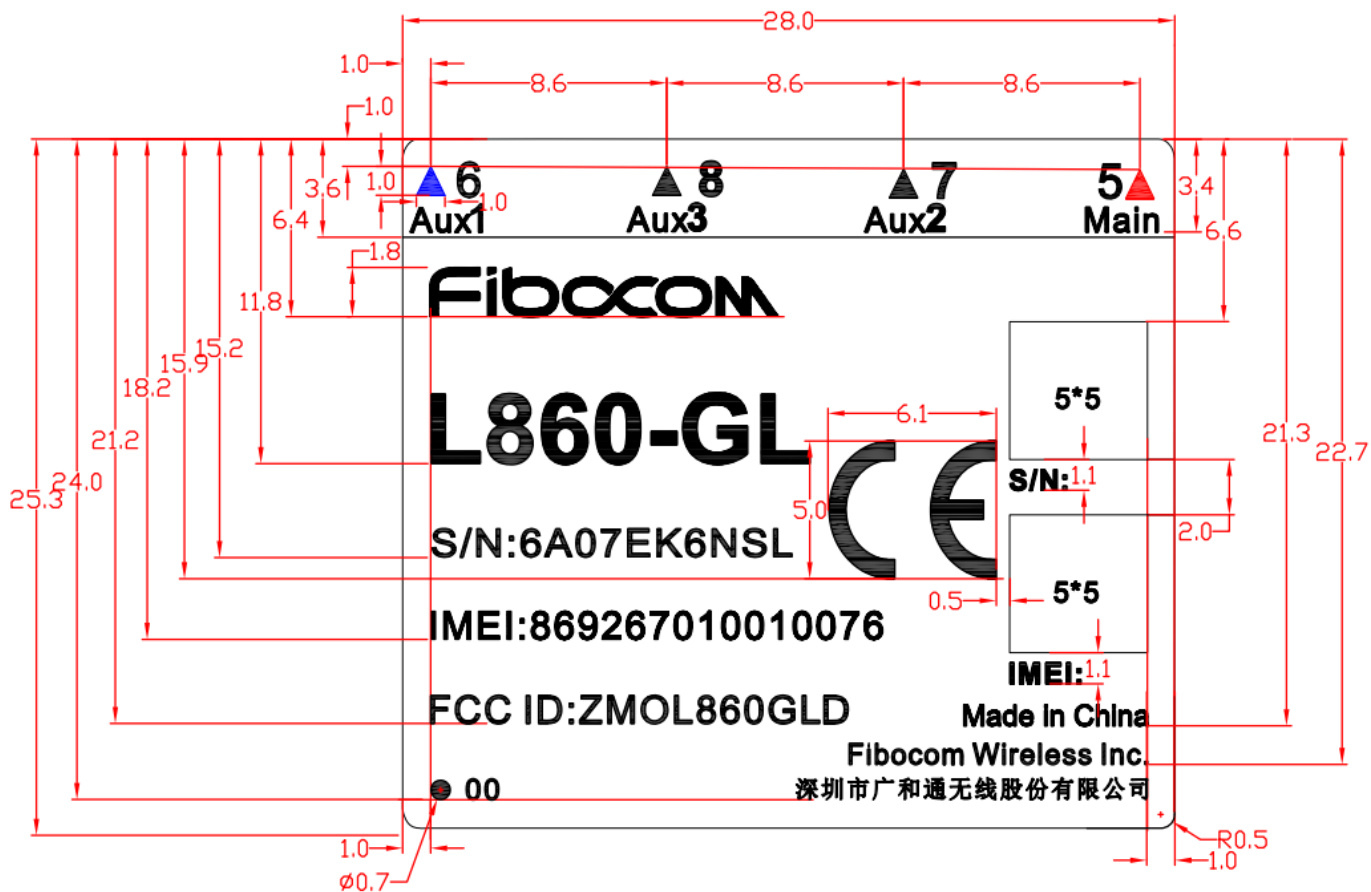 28.0
1.0 8.6 8.6 8.6
1.0
6 8 7 5
3.6 1.0 1.0 3.4
Aux1 Aux3 Aux2 Main
6.4 6.6
1.8
Fibocom
11.8
15.2
15.9
18.2 5*5
L860-GL 6.1
21.2 21.3 22.7
S/N: 1.1
24.0
25.3 5.0
2.0
S/N:6A07EK6NSL
5*5
0.5
IMEI:869267010010076
IMEI: 1.1
FCC ID:ZMOL860GLD Made in China
Fibocom Wireless Inc.
00 深圳市广和通无线股份有限公司
1.0 R0.5
1.0
Ø0.7